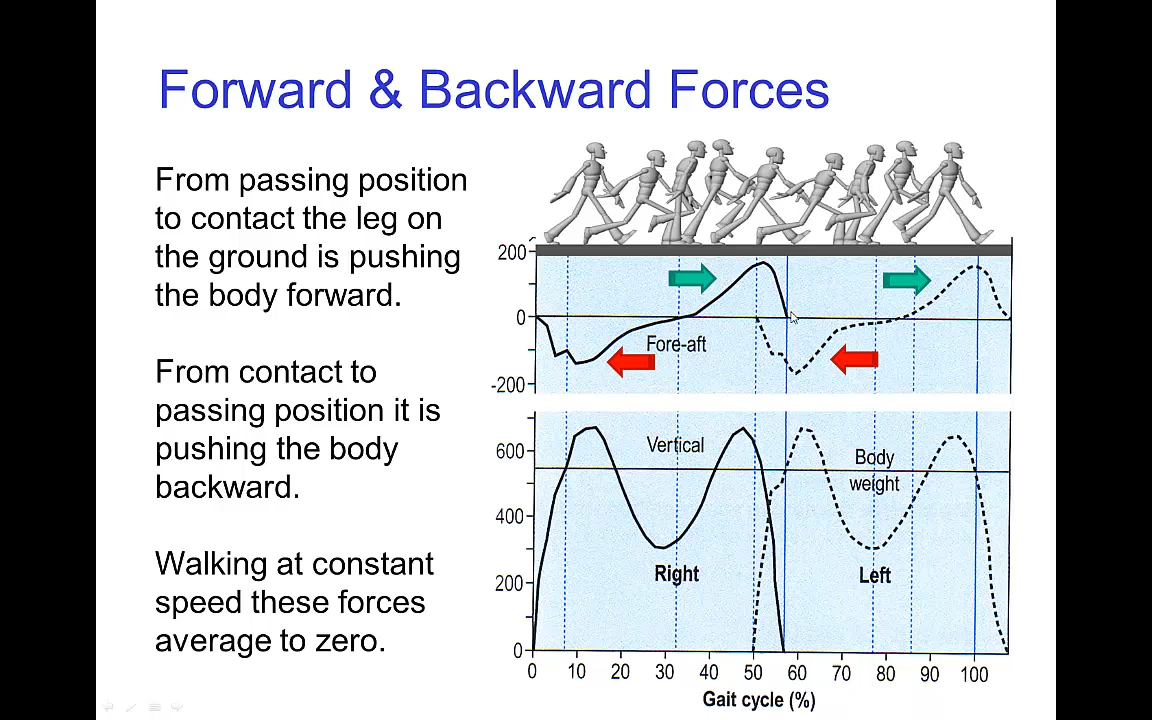 Forward & Backward Forces
From passing position
to contact the leg on
the ground is pushing
the body forward.
From contact to
passing position it is
pushing the body
backward.
Walking at constant
speed these forces
average to zero.
200
0
-200
Fore-aft
600
400
200
0
Vertical
Body
weight
Right
Left
0 10 20 30 40 50 60 70 80 90 100
Gait cycle (%)